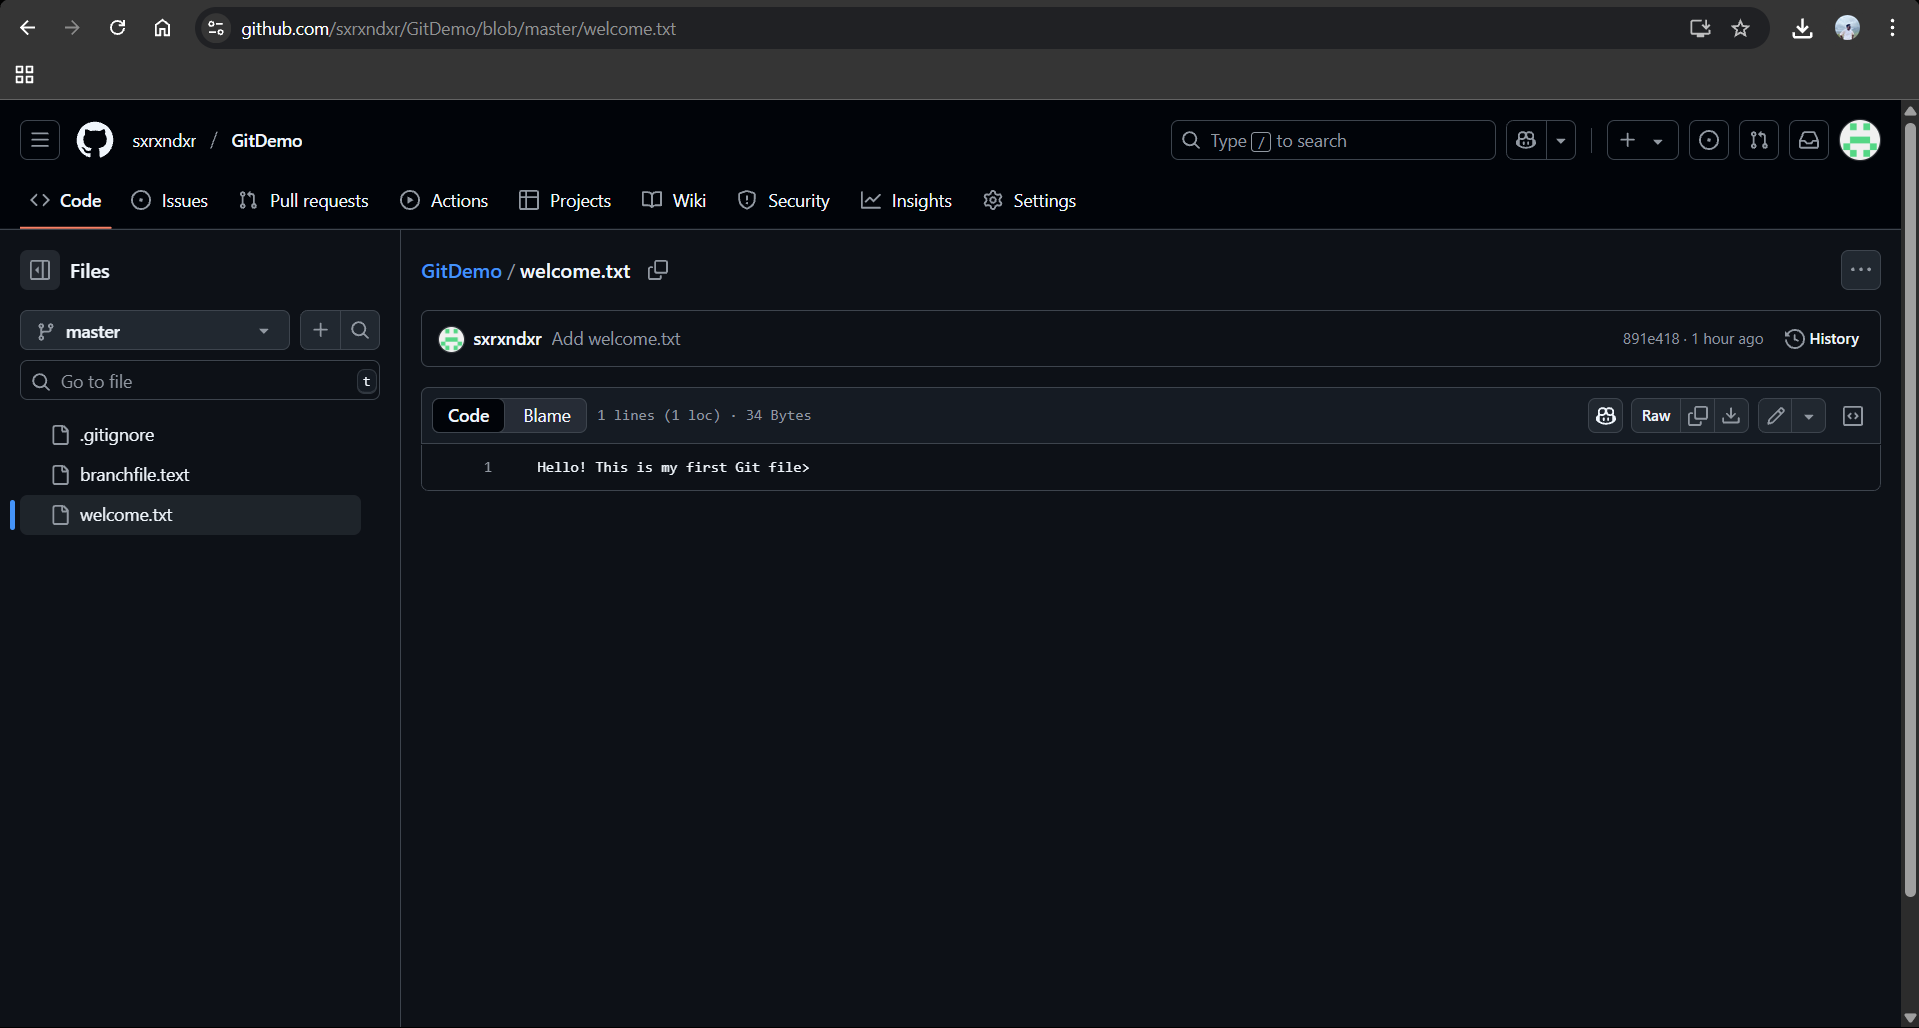 github.com/sxrxndxr/GitDemo/blob/master/welcome.txt
sxrxndxr / GitDemo
Type / to search
Code Issues Pull requests Actions Projects Wiki Security Insights Settings
Files
master
Go to file t
.gitignore
branchfile.text
welcome.txt
GitDemo / welcome.txt
sxrxndxr Add welcome.txt 891e418 · 1 hour ago History
Code Blame 1 lines (1 loc) · 34 Bytes Raw
1 Hello! This is my first Git file>